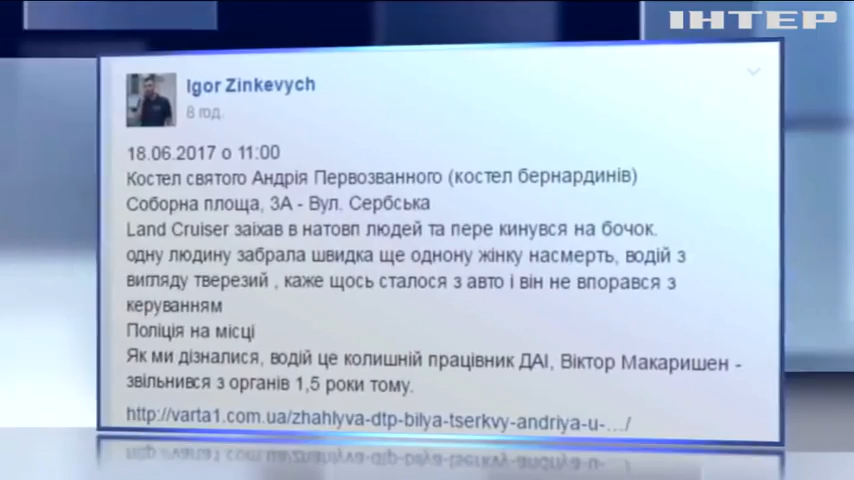 ІНТЕР
Igor Zinkevych
8 год.
18.06.2017 о 11:00
Костел святого Андрія Первозванного (костел бернардинів)
Соборна площа, 3А - Вул. Сербська
Land Cruiser заіхав в натовп людей та пере кинувся на бочок.
одну людину забрала швидка ще однону жінку насмерть, водій з
вигляду тверезий , каже щось сталося з авто і він не впорався з
керуванням
Поліція на місці
Як ми дізналися, водій це колишній працівник ДАІ, Віктор Макаришен -
звільнився з органів 1,5 роки тому.
http://varta1.com.ua/zhahlyva-dtp-bilya-tserkvy-andriya-u-…/